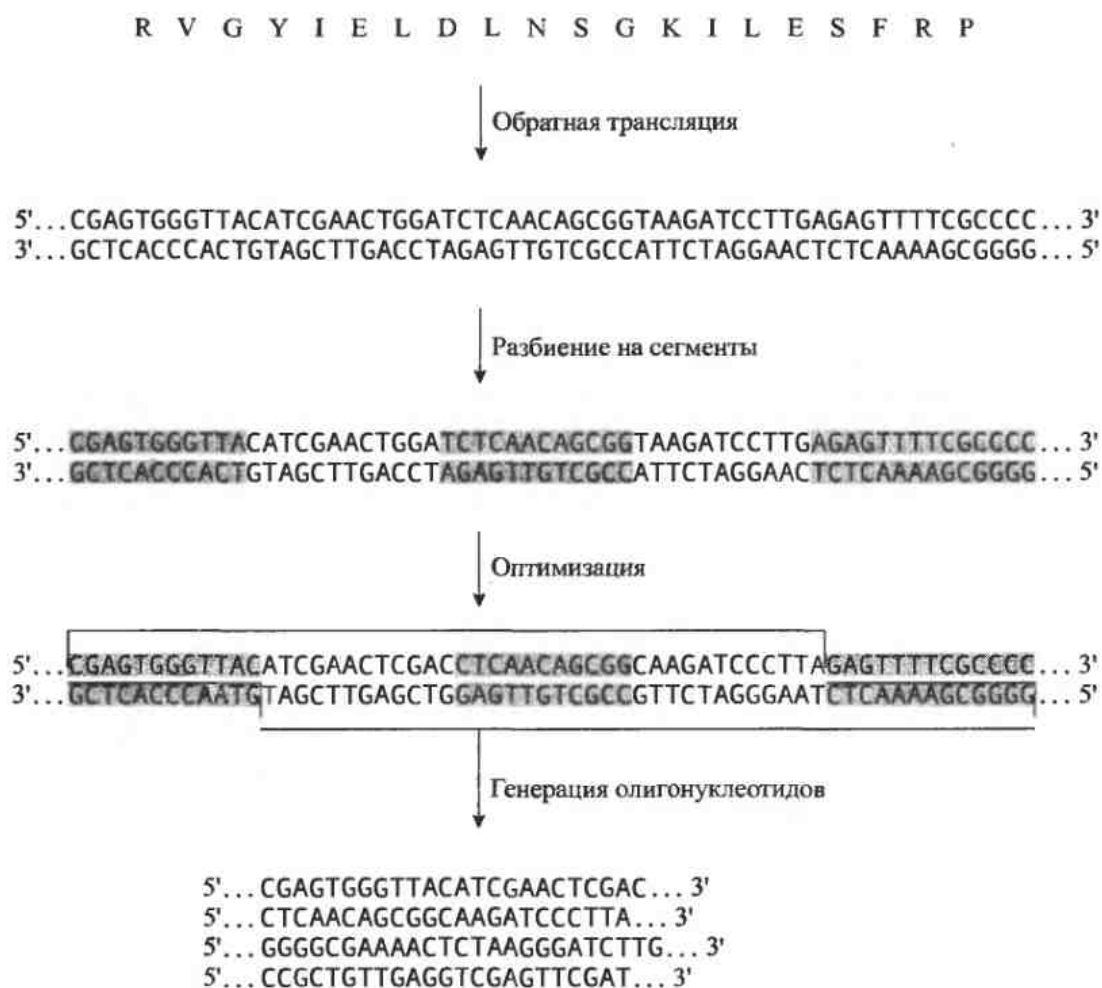 R V G Y I E L D L N S G K I L E S F R P
Обратная трансляция
5'...CGAGTGGGTTACATCGAACTGGATCTCAACAGCGGTAAGATCCTTGAGAGTTTTCGCCCC... 3'
3'...GCTCACCCACTGTAGCTTGACCTAGAGTTGTCGCCATTCTAGGAACTCTCAAAAGCGGGG... 5'
Разбиение на сегменты
5'...CGAGTGGGTTACATCGAACTGGATCTCAACAGCGGTAAGATCCTTGAGAGTTTTCGCCCC... 3'
3'...GCTCACCCACTGTAGCTTGACCTAGAGTTGTCGCCATTCTAGGAACTCTCAAAAGCGGGG... 5'
Оптимизация
5'...CGAGTGGGTTACATCGAACTCGACCTCAACAGCGGCAAGATCCCTTAGAGTTTTCGCCCC... 3'
3'...GCTCACCCAATGTAGCTTGAGCTGGAGTTGTCGCCGTTCTAGGGAATCTCAAAAGCGGGG... 5'
Генерация олигонуклеотидов
5'...CGAGTGGGTTACATCGAACTCGAC... 3'
5'...CTCAACAGCGGCAAGATCCCTTA... 3'
5'...GGGGCGAAAACTCTAAGGGATCTTG... 3'
5'...CCGCTGTTGAGGTCGAGTTCGAT... 3'